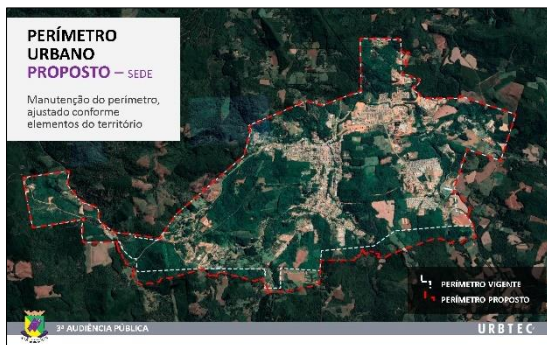 PERÍMETRO
URBANO
PROPOSTO – SEDE
Manutenção do perímetro,
ajustado conforme
elementos do território
PERÍMETRO VIGENTE
PERÍMETRO PROPOSTO
3ª AUDIÊNCIA PÚBLICA
URBTEC